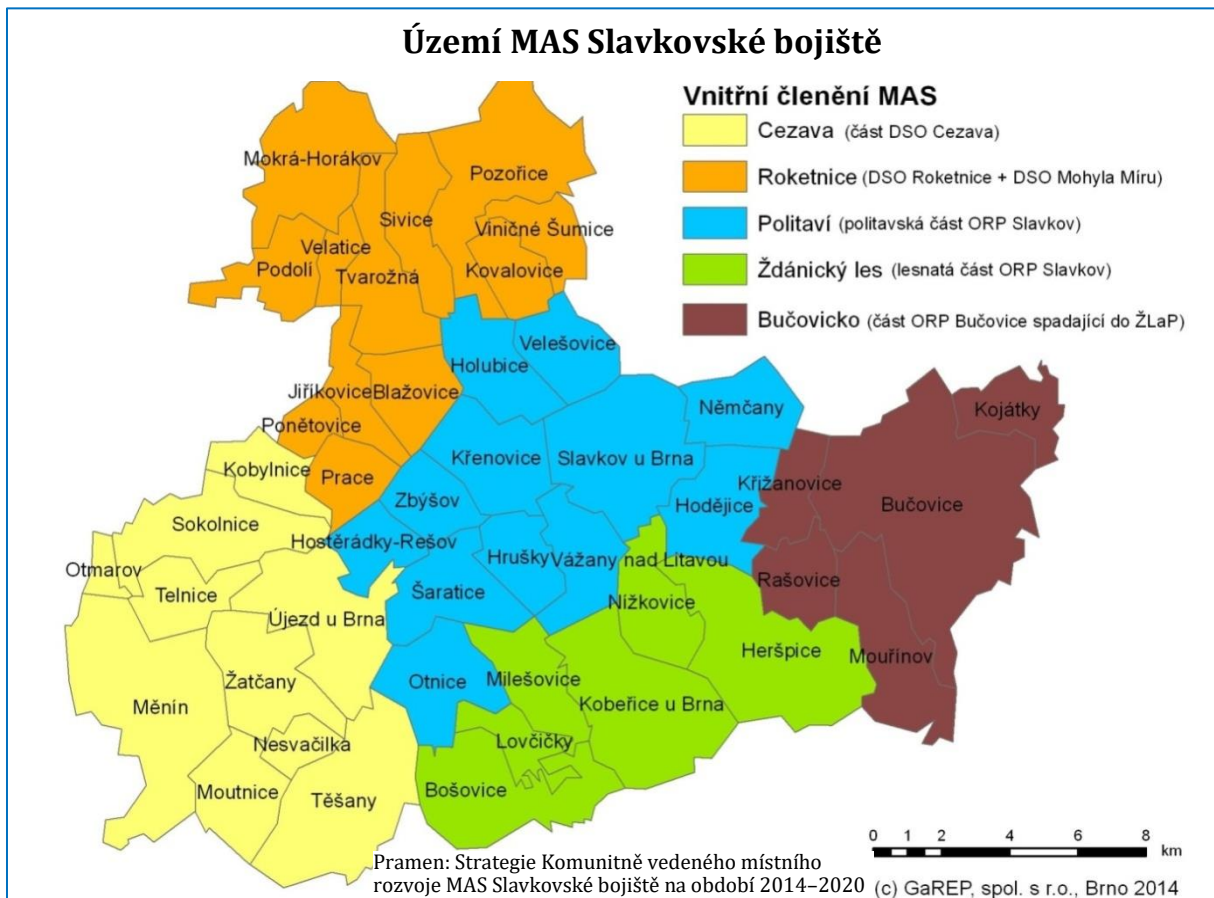 Území MAS Slavkovské bojiště
Vnitřní členění MAS
Cezava (část DSO Cezava)
Roketnice (DSO Roketnice + DSO Mohyla Míru)
Politaví (politavská část ORP Slavkov)
Ždánický les (lesnatá část ORP Slavkov)
Bučovicko (část ORP Bučovice spadající do ŽLaP)
Mokrá-Horákov
Pozořice
Sivice
Viničné Šumice
Velatice
Podolí
Tvarožná
Kovalovice
Velešovice
Holubice
Jiříkovice
Blažovice
Němčany
Kojátky
Ponětovice
Křenovice
Slavkov u Brna
Kobylnice
Prace
Zbýšov
Hodějice
Křižanovice
Bučovice
Sokolnice
Hostěrádky-Rešov
Hrušky
Vážany nad Litavou
Otmarov
Telnice
Šaratice
Rašovice
Nížkovice
Újezd u Brna
Heršpice
Mouřínov
Žatčany
Otnice
Milešovice
Kobeřice u Brna
Měnín
Nesvačilka
Lovčičky
Moutnice
Těšany
Bošovice
0 1 2 4 6 8
km
Pramen: Strategie Komunitně vedeného místního
rozvoje MAS Slavkovské bojiště na období 2014–2020
(c) GaREP, spol. s r.o., Brno 2014